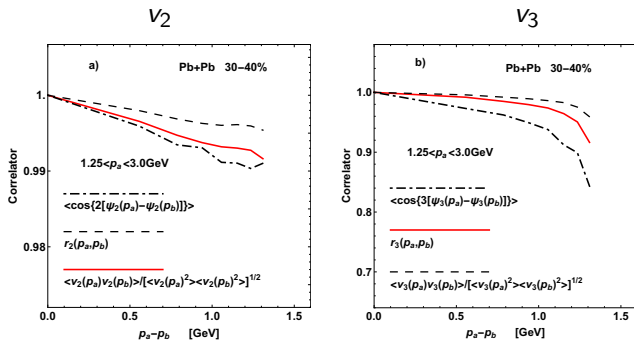 v2
a) Pb+Pb 30-40%
1
0.99
0.98
Correlator
1.25<pa<3.0GeV
<cos{2[ψ2(pa)-ψ2(pb)]}>
r2(pa,pb)
<v2(pa)v2(pb)>/[<v2(pa)²><v2(pb)²>]^1/2
0.0 0.5 1.0 1.5
pa-pb [GeV]
v3
b) Pb+Pb 30-40%
1.0
0.9
0.8
0.7
Correlator
1.25<pa<3.0GeV
<cos{3[ψ3(pa)-ψ3(pb)]}>
r3(pa,pb)
<v3(pa)v3(pb)>/[<v3(pa)²><v3(pb)²>]^1/2
0.0 0.5 1.0 1.5
pa-pb [GeV]